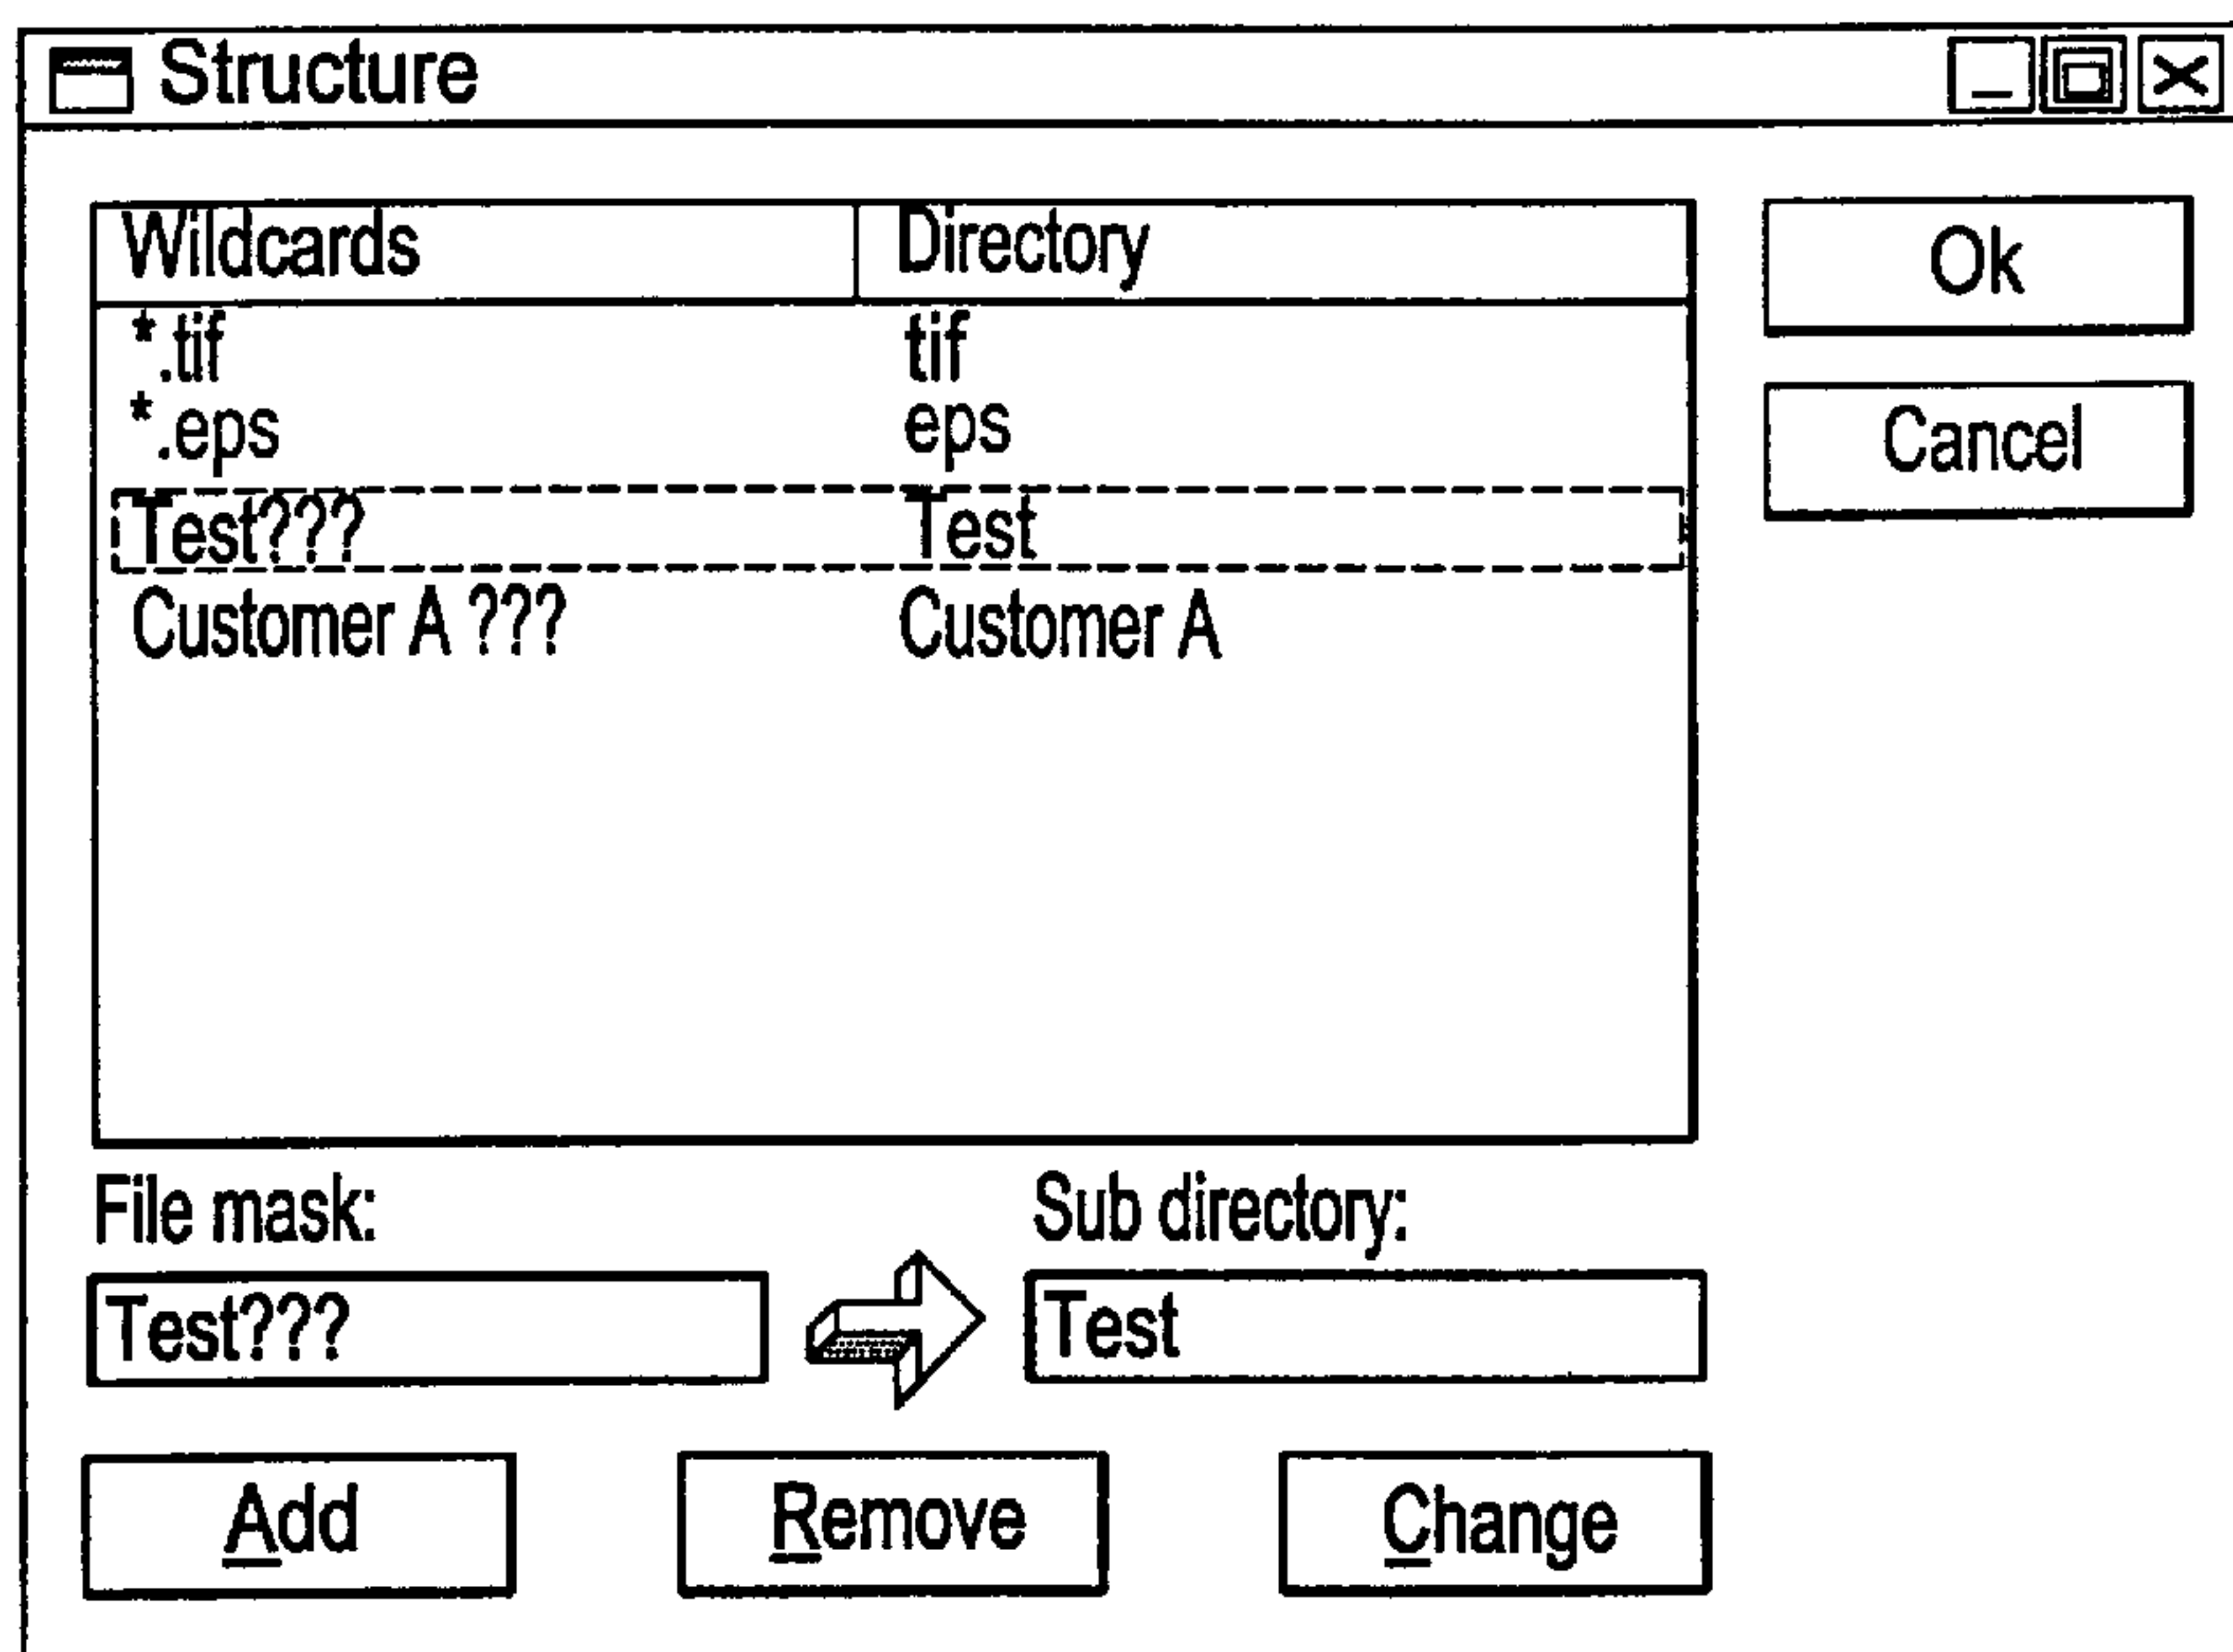 Structure
Wildcards Directory
Ok
*.tif tif
*.eps eps
Cancel
Test??? Test
Customer A ??? Customer A
File mask: Sub directory:
Test??? Test
Add Remove Change